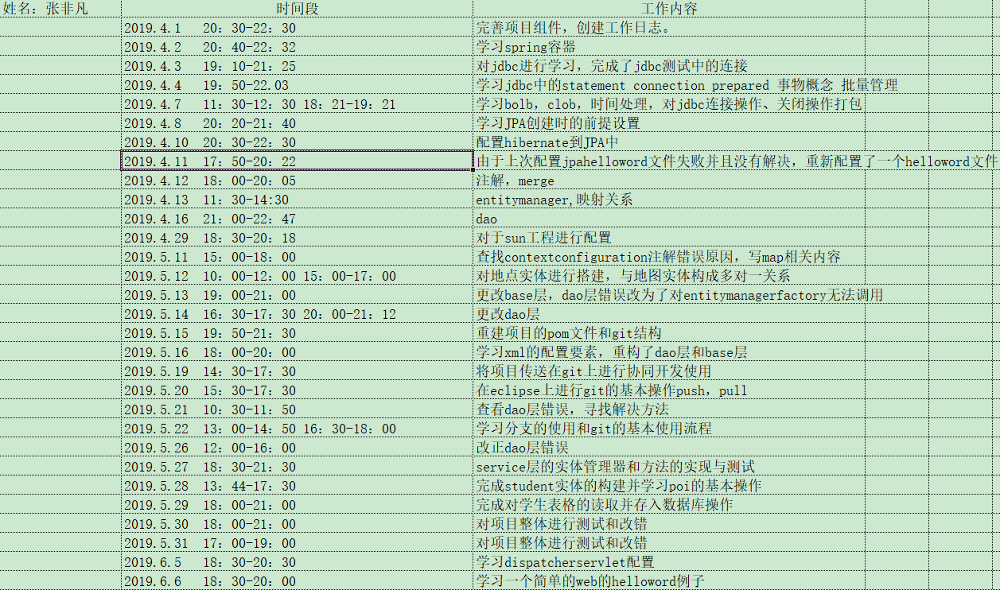 姓名：张非凡 时间段 工作内容
2019.4.1 20：30-22：30 完善项目组件，创建工作日志。
2019.4.2 20：40-22：32 学习spring容器
2019.4.3 19：10-21：25 对jdbc进行学习，完成了jdbc测试中的连接
2019.4.4 19：50-22.03 学习jdbc中的statement connection prepared 事物概念 批量管理
2019.4.7 11：30-12：30 18：21-19：21 学习bolb，clob，时间处理，对jdbc连接操作、关闭操作打包
2019.4.8 20：20-21：40 学习JPA创建时的前提设置
2019.4.10 20：30-22：30 配置hibernate到JPA中
2019.4.11 17：50-20：22 由于上次配置jpahelloword文件失败并且没有解决，重新配置了一个helloword文件
2019.4.12 18：00-20：05 注解，merge
2019.4.13 11：30-14:30 entitymanager,映射关系
2019.4.16 21：00-22：47 dao
2019.4.29 18：30-20：18 对于sun工程进行配置
2019.5.11 15：00-18：00 查找contextconfiguration注解错误原因，写map相关内容
2019.5.12 10：00-12：00 15：00-17：00 对地点实体进行搭建，与地图实体构成多对一关系
2019.5.13 19：00-21：00 更改base层，dao层错误改为了对entitymanagerfactory无法调用
2019.5.14 16：30-17：30 20：00-21：12 更改dao层
2019.5.15 19：50-21：30 重建项目的pom文件和git结构
2019.5.16 18：00-20：00 学习xml的配置要素，重构了dao层和base层
2019.5.19 14：30-17：30 将项目传送在git上进行协同开发使用
2019.5.20 15：30-17：30 在eclipse上进行git的基本操作push，pull
2019.5.21 10：30-11：50 查看dao层错误，寻找解决方法
2019.5.22 13：00-14：50 16：30-18：00 学习分支的使用和git的基本使用流程
2019.5.26 12：00-16：00 改正dao层错误
2019.5.27 18：30-21：30 service层的实体管理器和方法的实现与测试
2019.5.28 13：44-17：30 完成student实体的构建并学习poi的基本操作
2019.5.29 18：00-21：00 完成对学生表格的读取并存入数据库操作
2019.5.30 18：00-21：00 对项目整体进行测试和改错
2019.5.31 17：00-19：00 对项目整体进行测试和改错
2019.6.5 18：30-20：30 学习dispatcherservlet配置
2019.6.6 18：30-20：00 学习一个简单的web的helloword例子